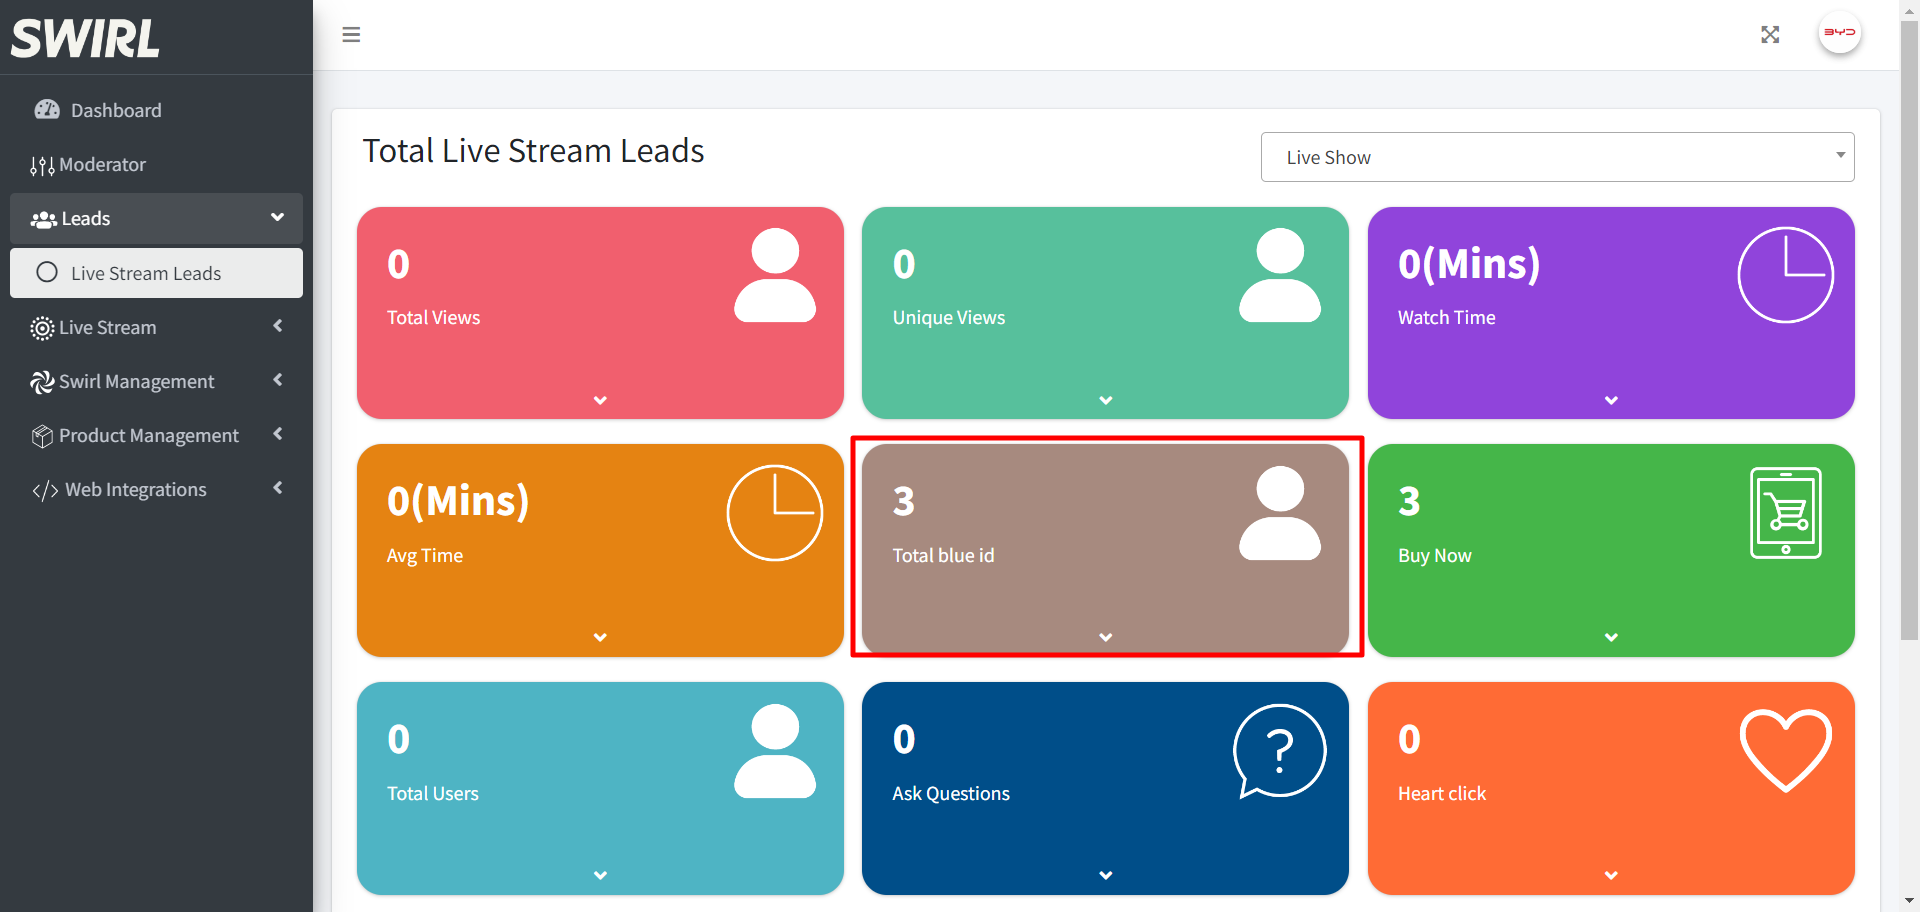 SWIRL
BYD
Dashboard
Moderator
Leads
Live Stream Leads
Live Stream
Swirl Management
Product Management
Web Integrations
Total Live Stream Leads
Live Show
0
Total Views
0
Unique Views
0(Mins)
Watch Time
0(Mins)
Avg Time
3
Total blue id
3
Buy Now
0
Total Users
0
Ask Questions
?
0
Heart click